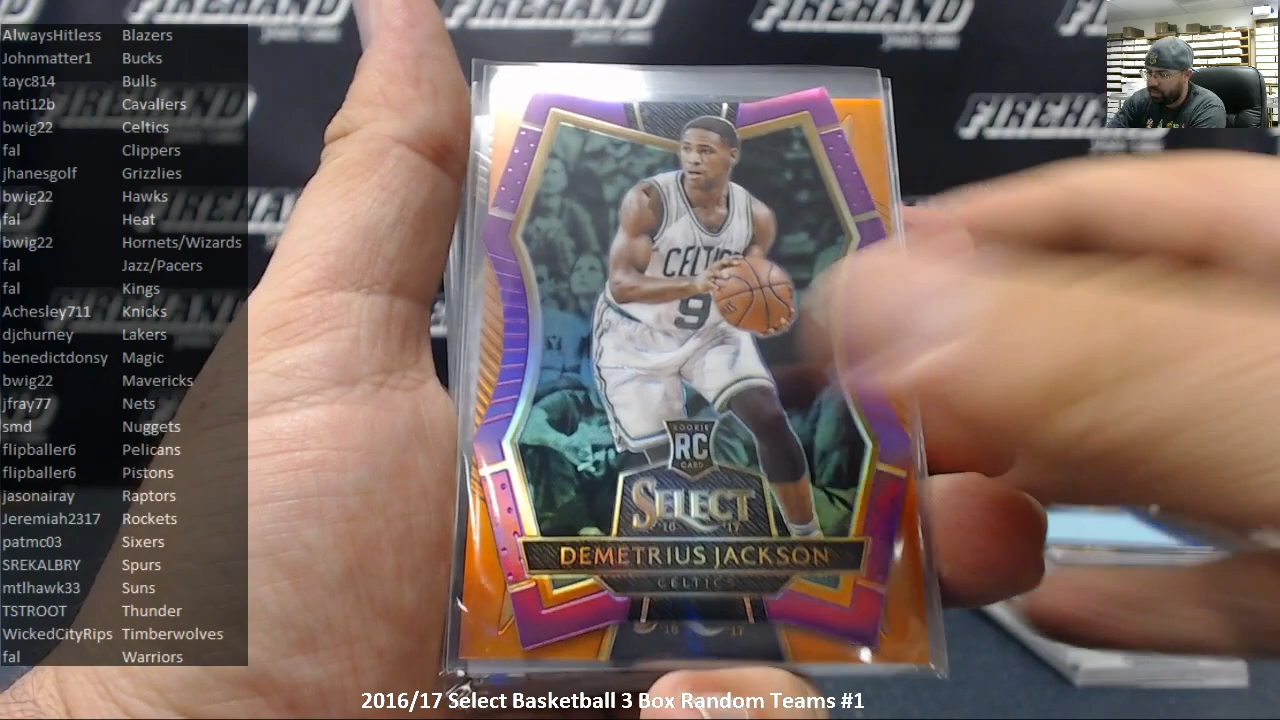 AlwaysHitless Blazers
Johnmatter1 Bucks
tayc814 Bulls
nati12b Cavaliers
bwig22 Celtics
fal Clippers
jhanesgolf Grizzlies
bwig22 Hawks
fal Heat
bwig22 Hornets/Wizards
fal Jazz/Pacers
fal Kings
Achesley711 Knicks
djchurney Lakers
benedictdonsy Magic
bwig22 Mavericks
jfray77 Nets
smd Nuggets
flipballer6 Pelicans
flipballer6 Pistons
jasonairay Raptors
Jeremiah2317 Rockets
patmc03 Sixers
SREKALBRY Spurs
mtlhawk33 Suns
TSTROOT Thunder
WickedCityRips Timberwolves
fal Warriors
FIREHAND
FIREHAND
FIREHAND
CELTICS
9
ROOKIE
RC
CARD
SELECT
16 17
DEMETRIUS JACKSON
CELTICS
16 17
2016/17 Select Basketball 3 Box Random Teams #1